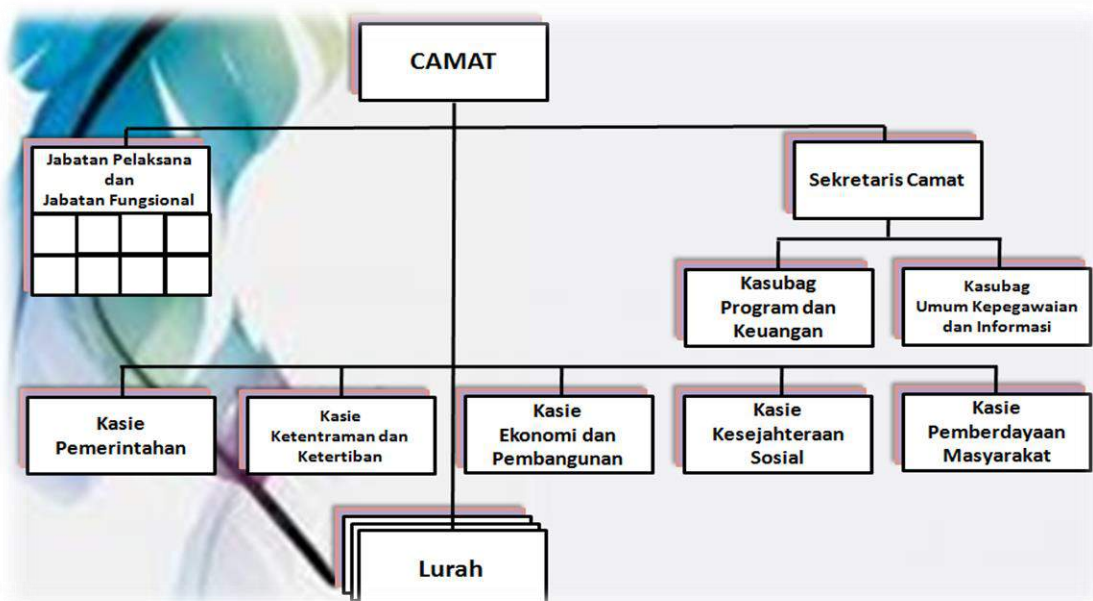 CAMAT
Jabatan Pelaksana
dan
Jabatan Fungsional
Sekretaris Camat
Kasubag
Program dan
Keuangan
Kasubag
Umum Kepegawaian
dan Informasi
Kasie
Pemerintahan
Kasie
Ketentraman dan
Ketertiban
Kasie
Ekonomi dan
Pembangunan
Kasie
Kesejahteraan
Sosial
Kasie
Pemberdayaan
Masyarakat
Lurah